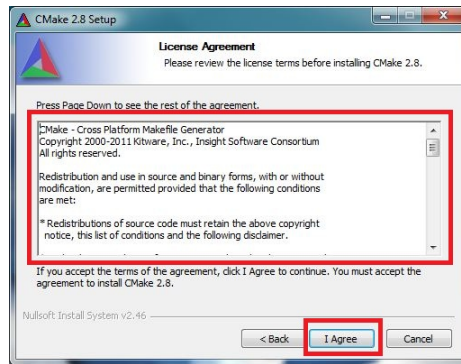 CMake 2.8 Setup
License Agreement
Please review the license terms before installing CMake 2.8.
Press Page Down to see the rest of the agreement.
CMake - Cross Platform Makefile Generator
Copyright 2000-2011 Kitware, Inc., Insight Software Consortium
All rights reserved.
Redistribution and use in source and binary forms, with or without
modification, are permitted provided that the following conditions
are met:
* Redistributions of source code must retain the above copyright
notice, this list of conditions and the following disclaimer.
If you accept the terms of the agreement, click I Agree to continue. You must accept the
agreement to install CMake 2.8.
Nullsoft Install System v2.46
< Back I Agree Cancel